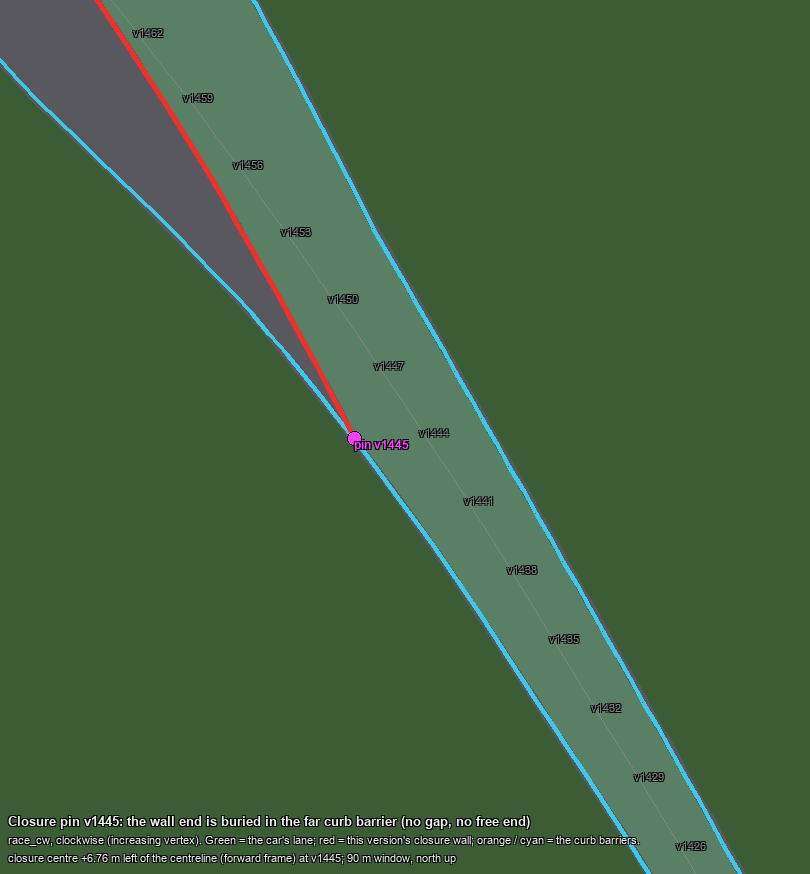 v1462
v1459
v1456
v1453
v1450
v1447
v1444
pin v1445
v1441
v1438
v1435
v1432
v1429
v1426
Closure pin v1445: the wall end is buried in the far curb barrier (no gap, no free end)
race_cw, clockwise (increasing vertex). Green = the car's lane; red = this version's closure wall; orange / cyan = the curb barriers.
closure centre +6.76 m left of the centreline (forward frame) at v1445; 90 m window, north up